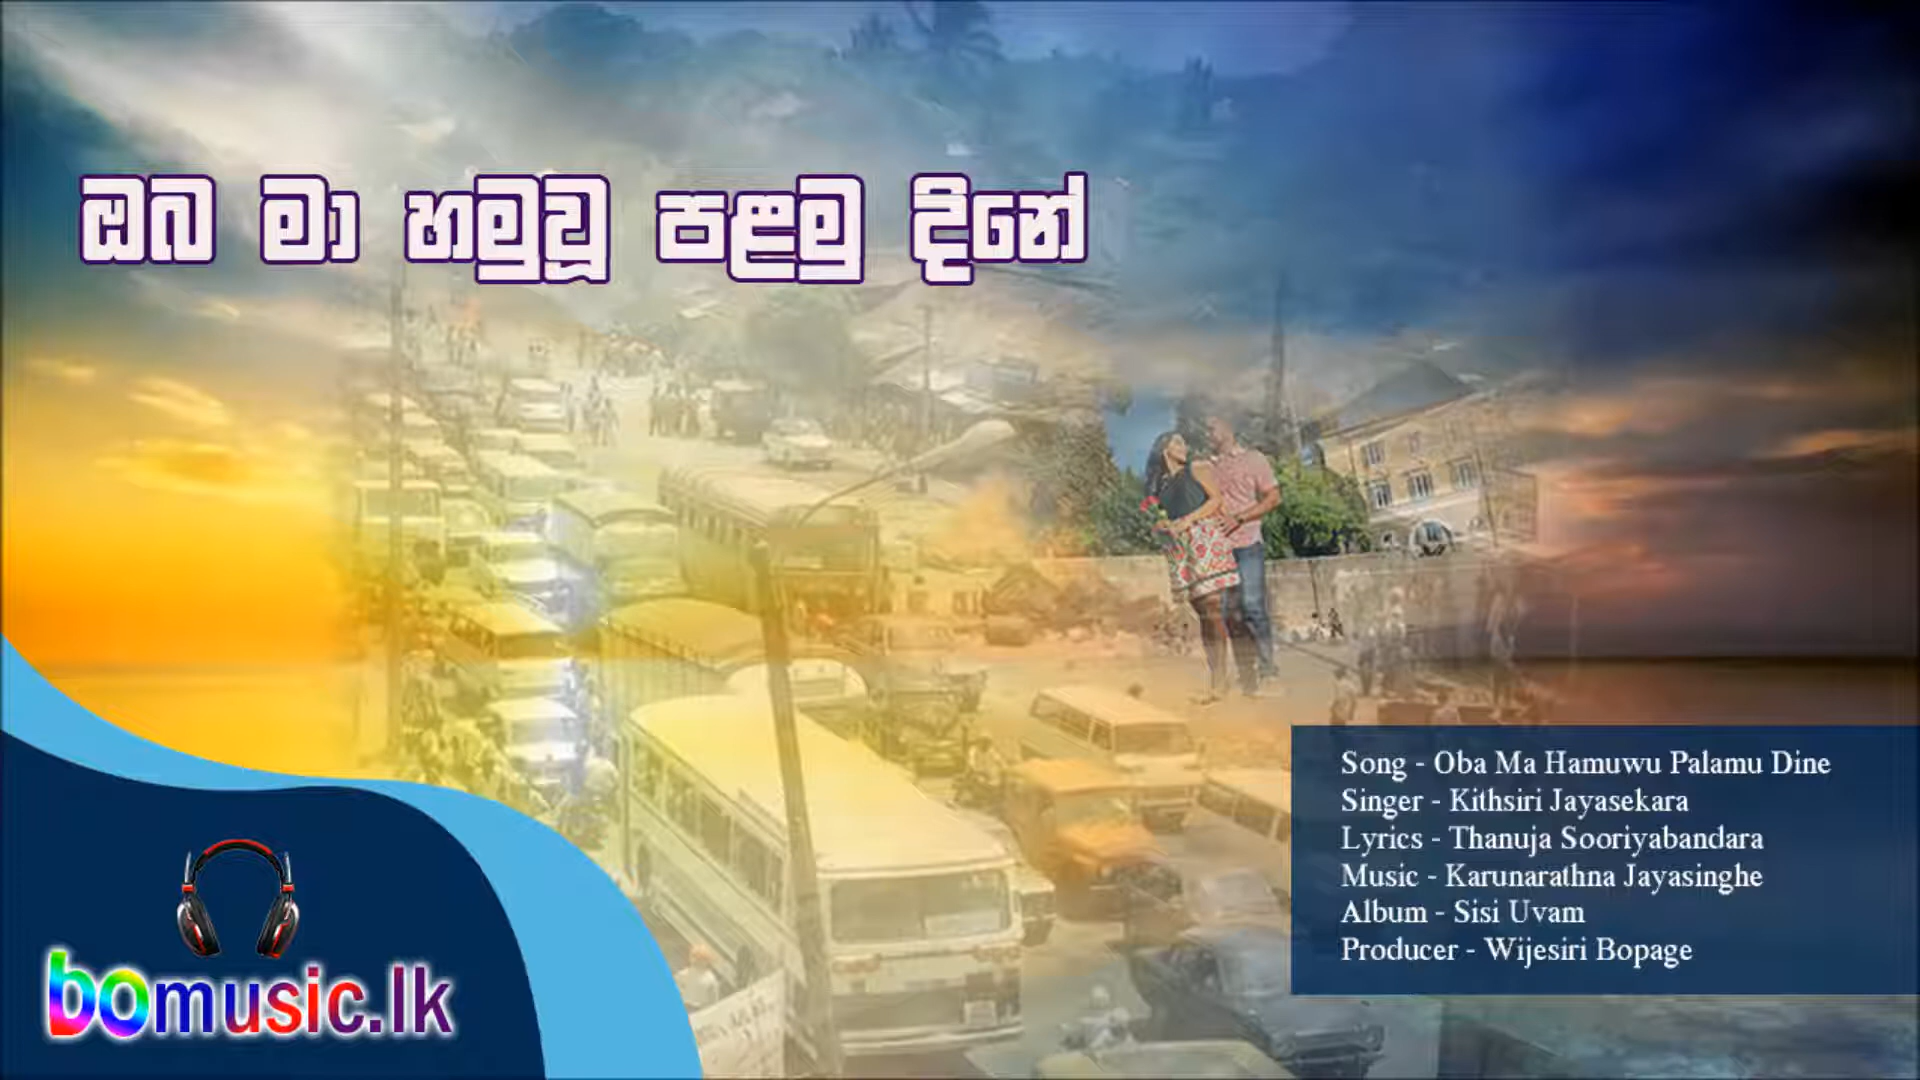 ඔබ මා හමුවූ පළමු දිනේ
Song - Oba Ma Hamuwu Palamu Dine
Singer - Kithsiri Jayasekara
Lyrics - Thanuja Sooriyabandara
Music - Karunarathna Jayasinghe
Album - Sisi Uvam
Producer - Wijesiri Bopage
bomusic.lk